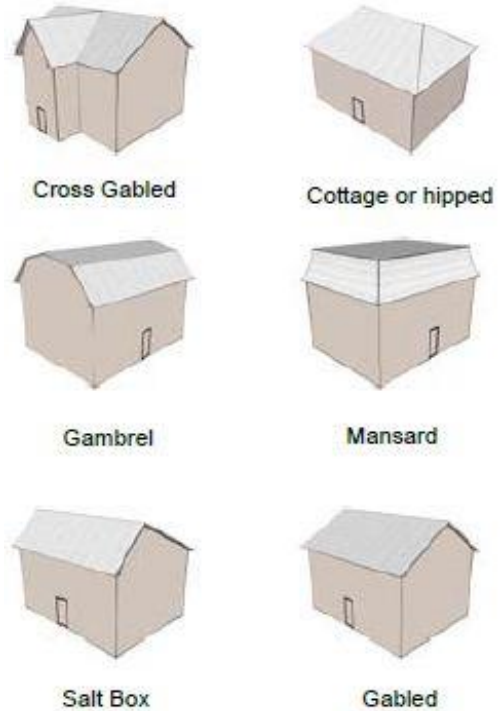 Cross Gabled
Cottage or hipped
Gambrel
Mansard
Salt Box
Gabled